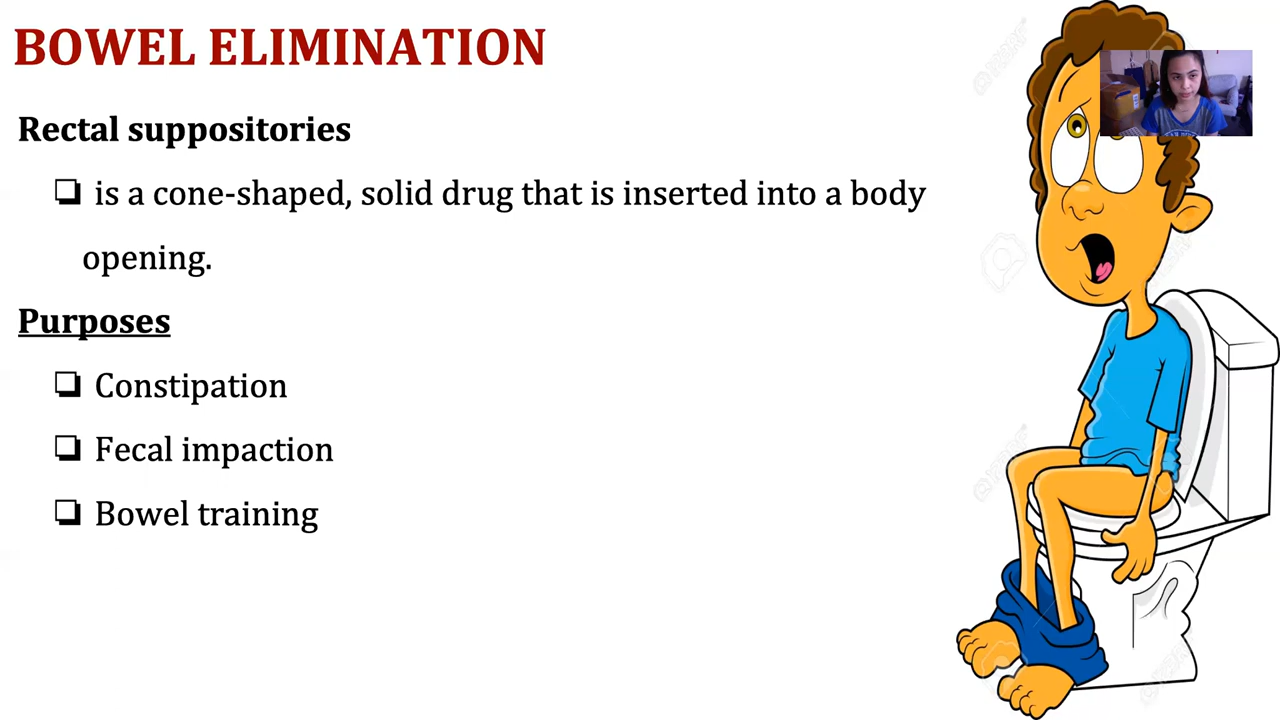 BOWEL ELIMINATION
Rectal suppositories
❑ is a cone-shaped, solid drug that is inserted into a body
opening.
Purposes
❑ Constipation
❑ Fecal impaction
❑ Bowel training